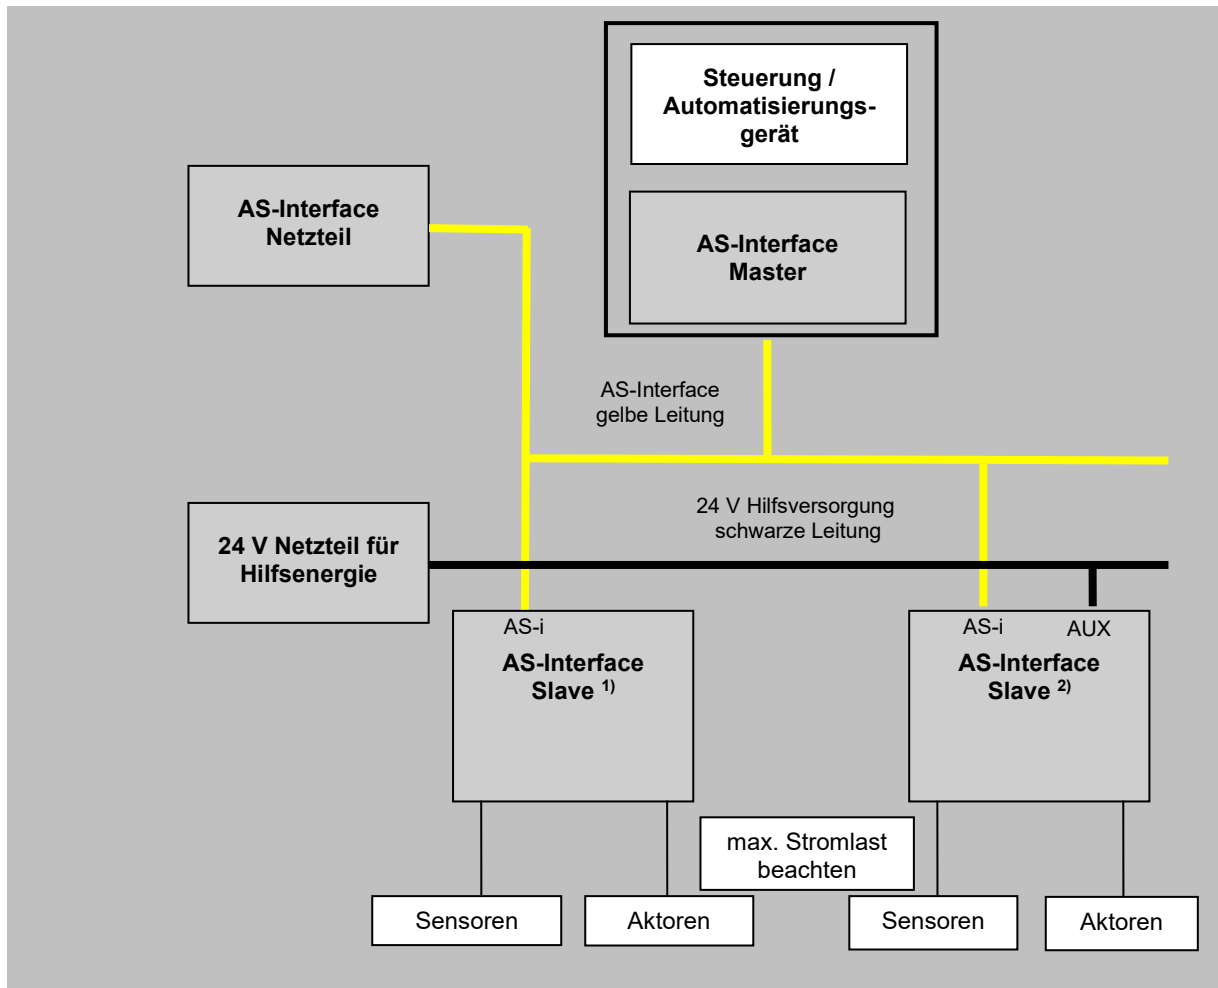 Steuerung /
Automatisierungs-
gerät
AS-Interface
Netzteil
AS-Interface
Master
AS-Interface
gelbe Leitung
24 V Hilfsversorgung
schwarze Leitung
24 V Netzteil für
Hilfsenergie
AS-i
AS-Interface
Slave 1)
AS-i AUX
AS-Interface
Slave 2)
max. Stromlast
beachten
Sensoren
Aktoren
Sensoren
Aktoren